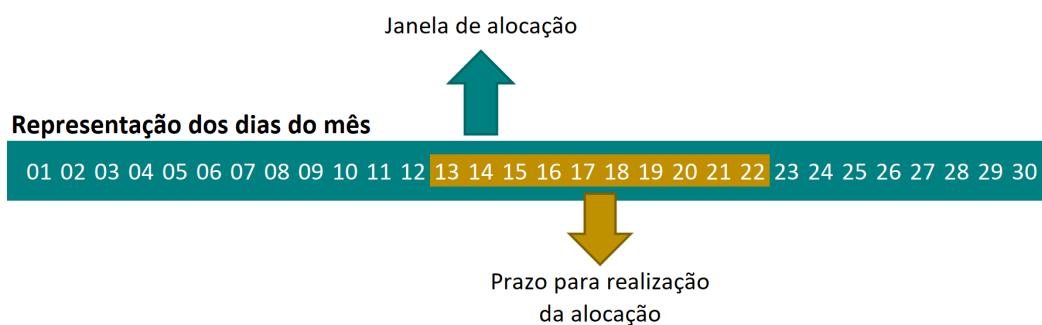 Janela de alocação
Representação dos dias do mês
01 02 03 04 05 06 07 08 09 10 11 12 13 14 15 16 17 18 19 20 21 22 23 24 25 26 27 28 29 30
Prazo para realização
da alocação